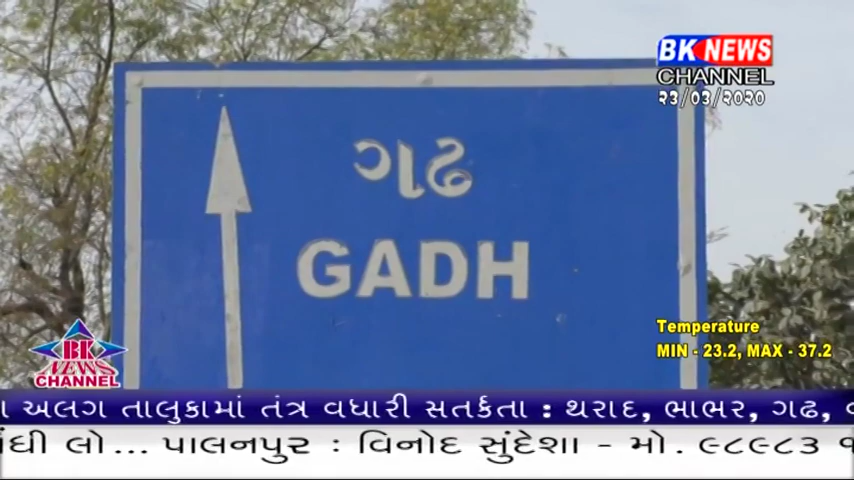 BK NEWS
CHANNEL
૨૩/૦૩/૨૦૨૦
ગઢ
GADH
Temperature
MIN - 23.2, MAX - 37.2
BK
NEWS
CHANNEL
અલગ તાલુકામાં તંત્ર વધારી સતર્કતા : થરાદ, ભાભર, ગઢ,
લો... પાલનપુર : વિનોદ સુંદેશા - મો. ૯૮૯૮૩